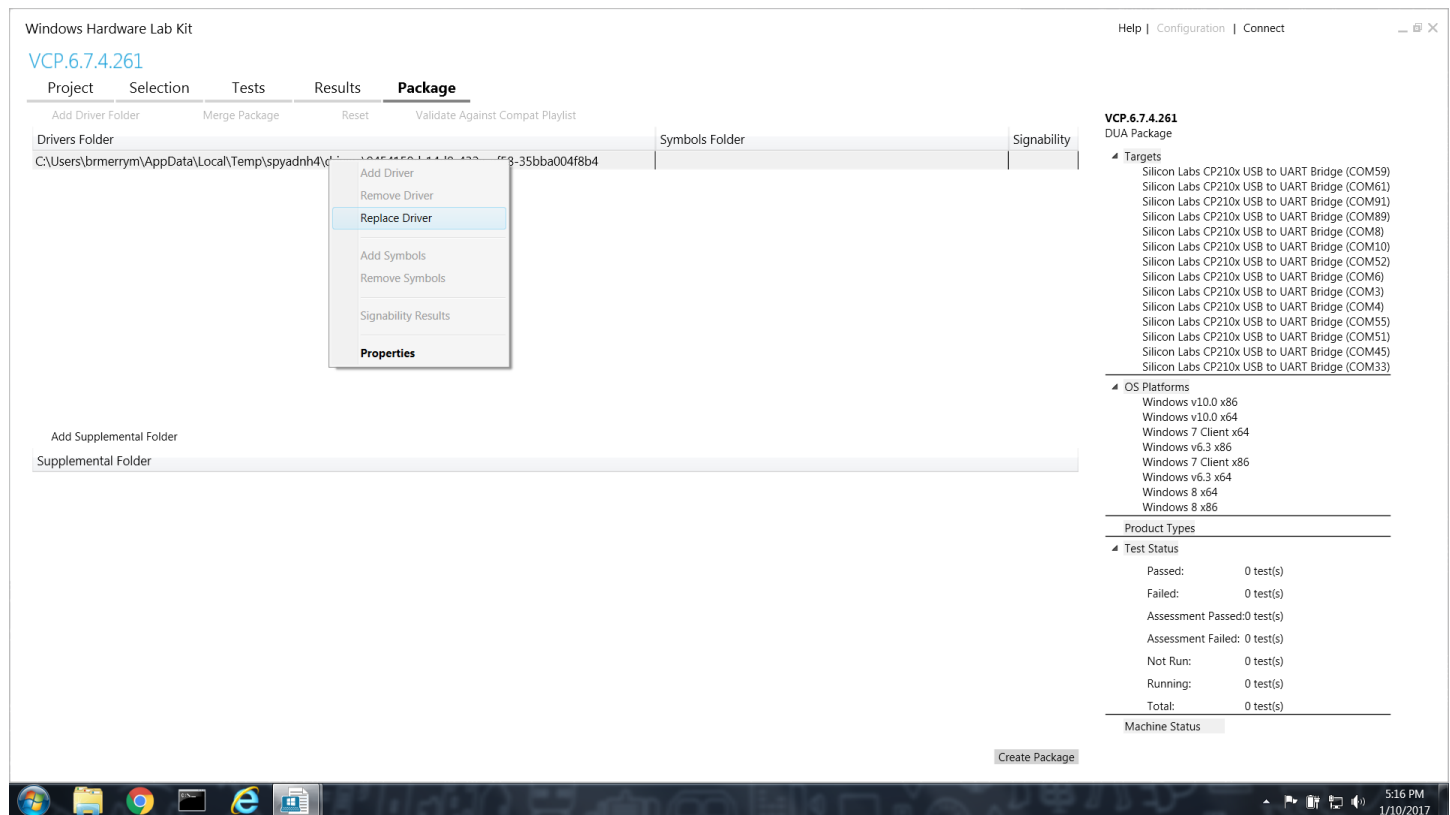 Windows Hardware Lab Kit
Help | Configuration | Connect
VCP.6.7.4.261
Project Selection Tests Results Package
Add Driver Folder Merge Package Reset Validate Against Compat Playlist
Drivers Folder Symbols Folder Signability
C:\Users\brmerrym\AppData\Local\Temp\spyadnh4\ 35bba004f8b4
Add Driver
Remove Driver
Replace Driver
Add Symbols
Remove Symbols
Signability Results
Properties
Add Supplemental Folder
Supplemental Folder
Create Package
VCP.6.7.4.261
DUA Package
Targets
Silicon Labs CP210x USB to UART Bridge (COM59)
Silicon Labs CP210x USB to UART Bridge (COM61)
Silicon Labs CP210x USB to UART Bridge (COM91)
Silicon Labs CP210x USB to UART Bridge (COM89)
Silicon Labs CP210x USB to UART Bridge (COM8)
Silicon Labs CP210x USB to UART Bridge (COM10)
Silicon Labs CP210x USB to UART Bridge (COM52)
Silicon Labs CP210x USB to UART Bridge (COM6)
Silicon Labs CP210x USB to UART Bridge (COM3)
Silicon Labs CP210x USB to UART Bridge (COM4)
Silicon Labs CP210x USB to UART Bridge (COM55)
Silicon Labs CP210x USB to UART Bridge (COM51)
Silicon Labs CP210x USB to UART Bridge (COM45)
Silicon Labs CP210x USB to UART Bridge (COM33)
OS Platforms
Windows v10.0 x86
Windows v10.0 x64
Windows 7 Client x64
Windows v6.3 x86
Windows 7 Client x86
Windows v6.3 x64
Windows 8 x64
Windows 8 x86
Product Types
Test Status
Passed: 0 test(s)
Failed: 0 test(s)
Assessment Passed:0 test(s)
Assessment Failed: 0 test(s)
Not Run: 0 test(s)
Running: 0 test(s)
Total: 0 test(s)
Machine Status
5:16 PM
1/10/2017